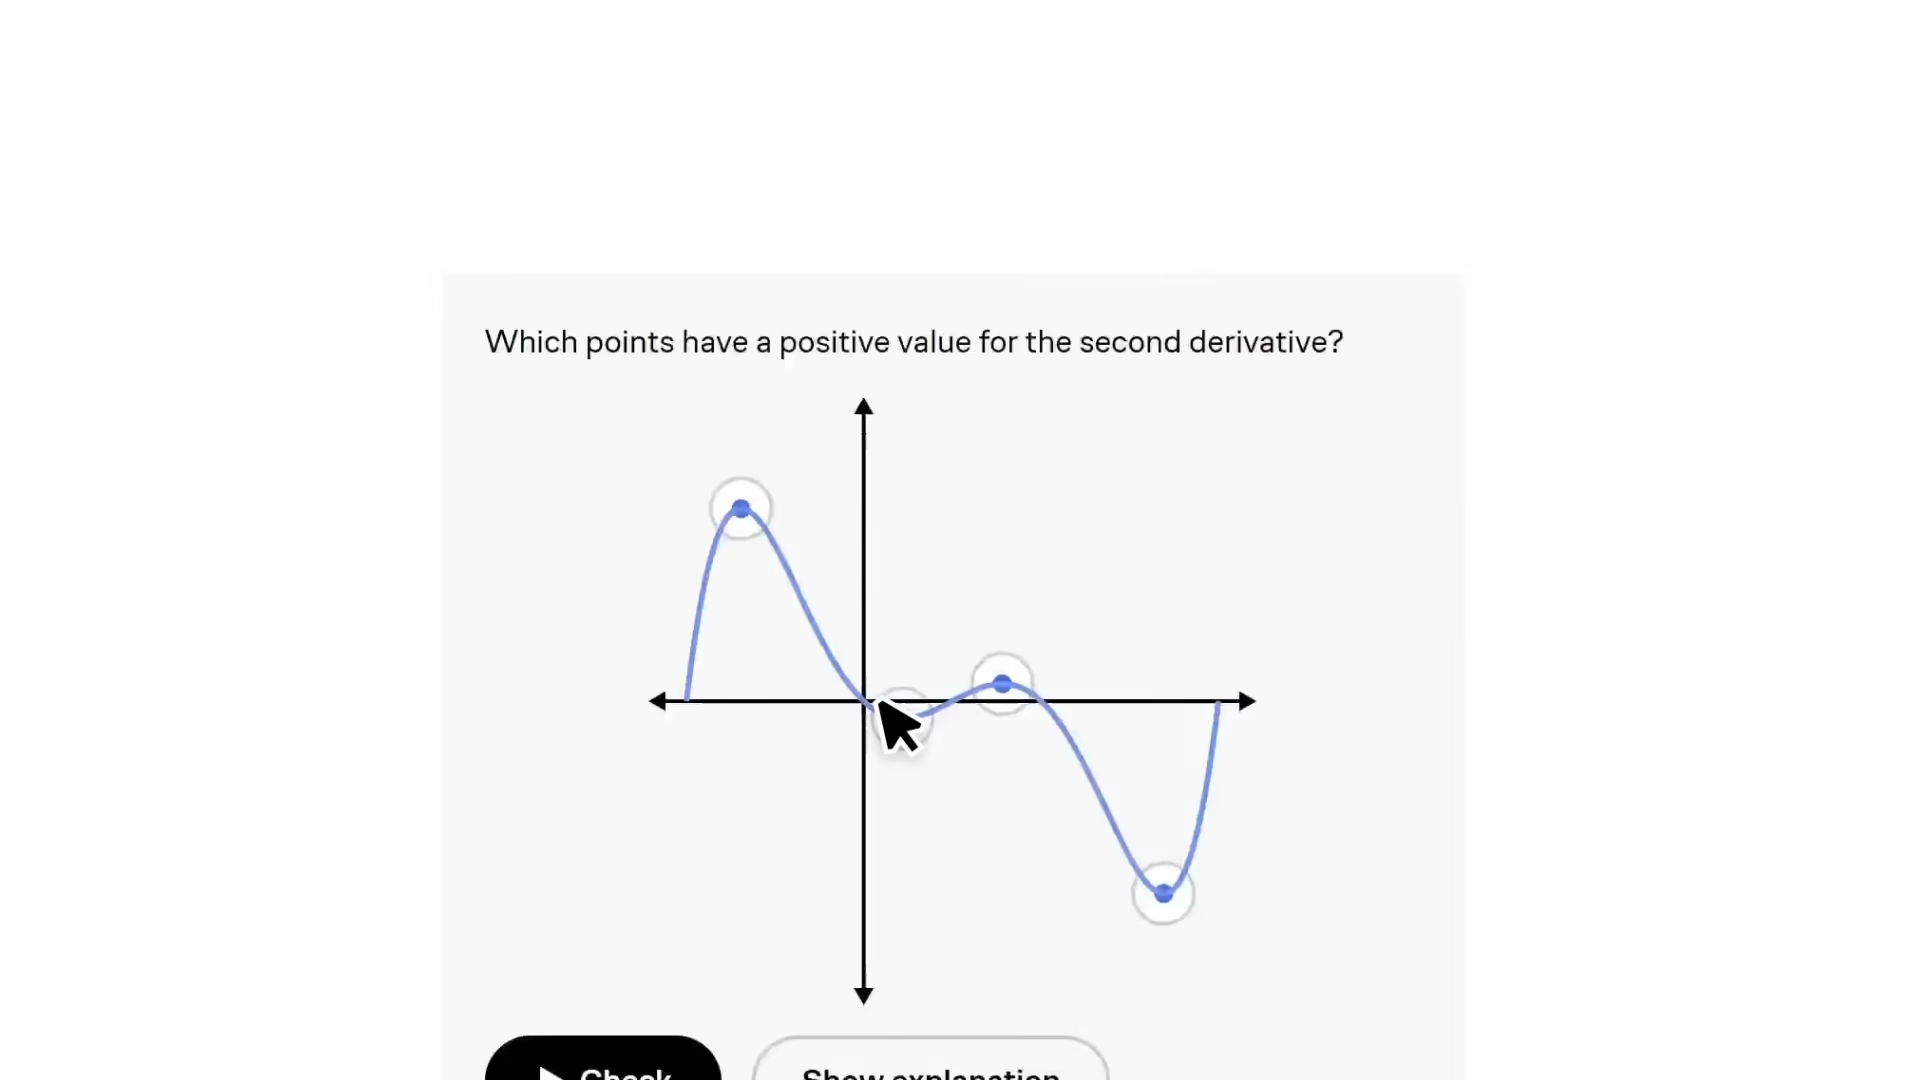 Which points have a positive value for the second derivative?
Check
Show explanation